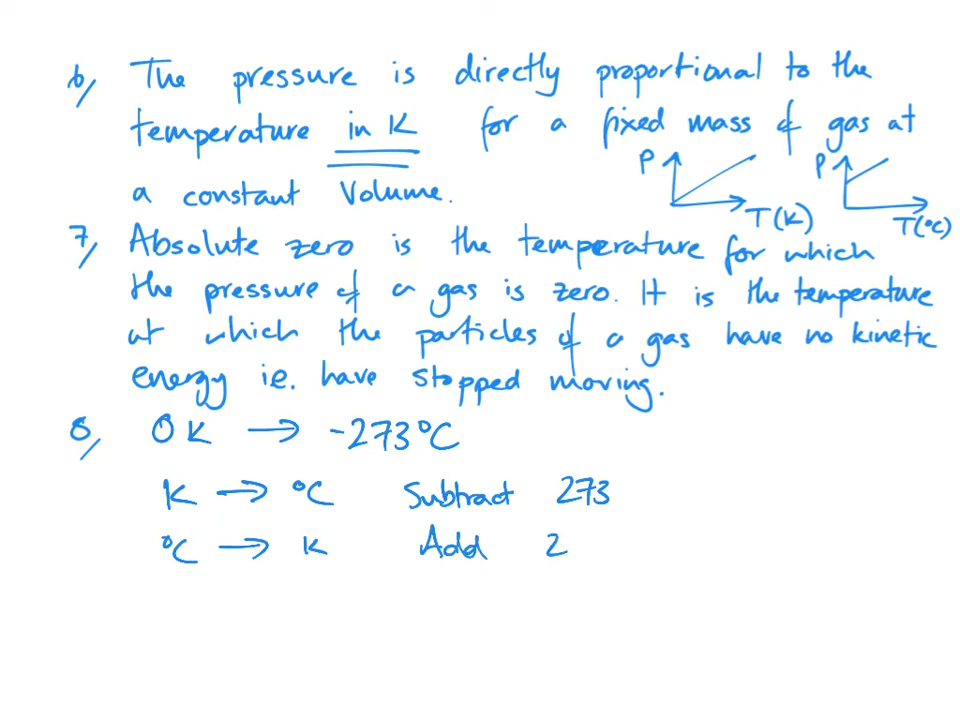 6, The pressure is directly proportional to the
temperature in K for a fixed mass of gas at
a constant Volume.
P T(K) P T(°C)
7, Absolute zero is the temperature for which
the pressure of a gas is zero. It is the temperature
at which the particles of a gas have no kinetic
energy ie. have stopped moving.
8, 0 K → -273°C
K → °C Subtract 273
°C → K Add 2